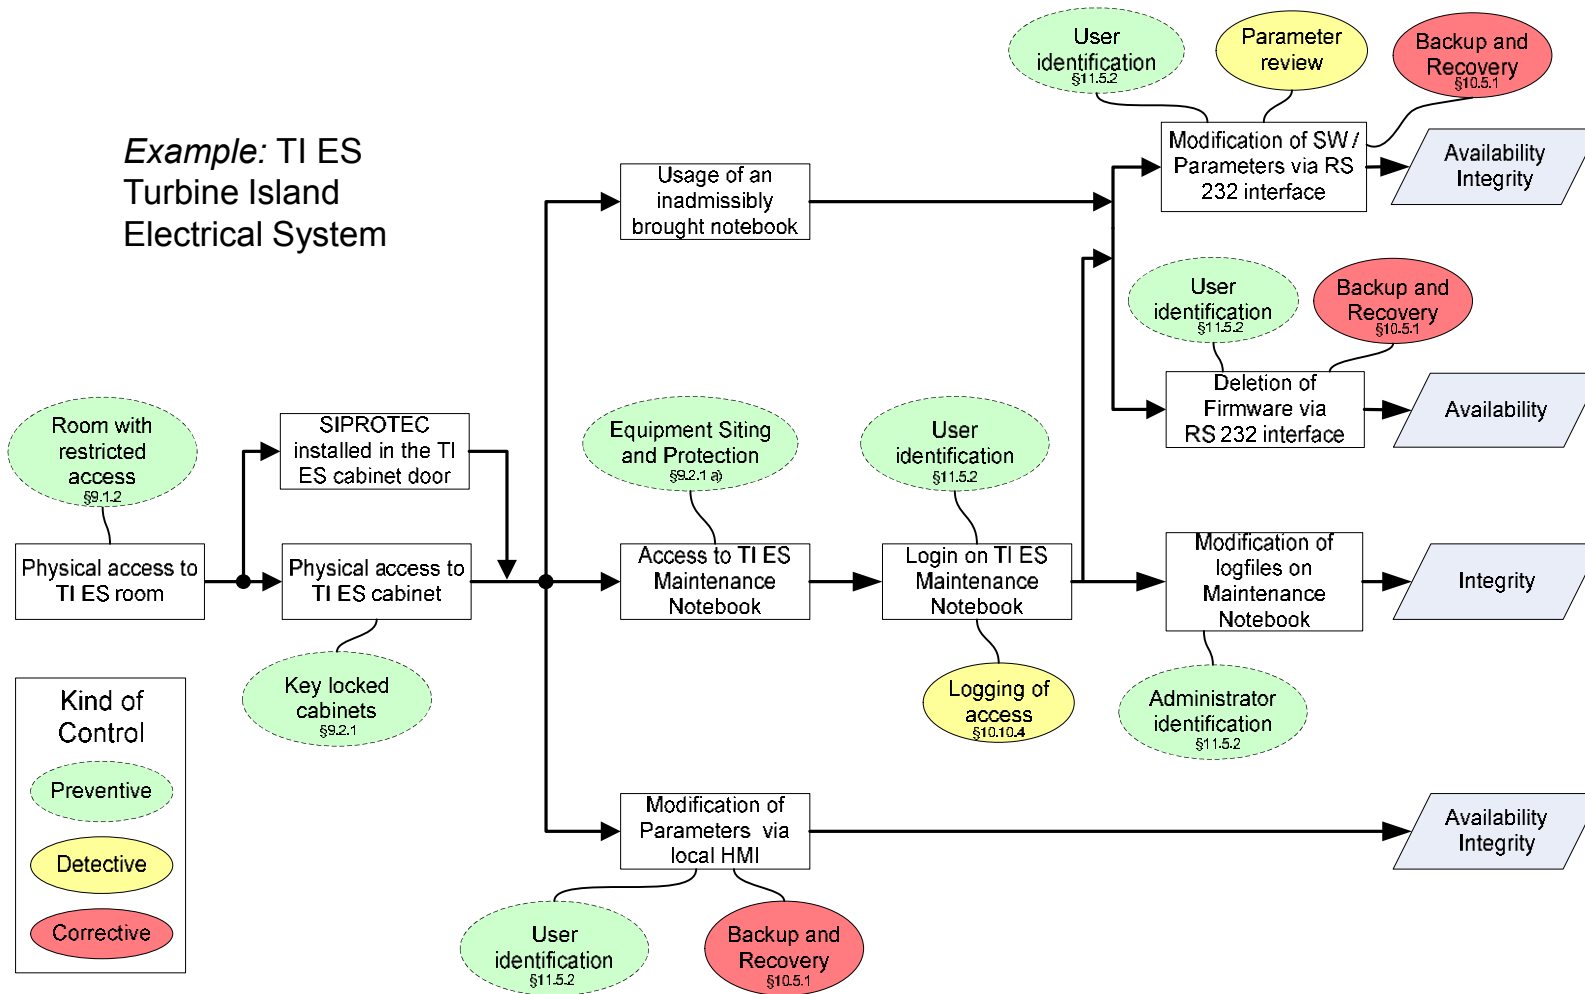 Example: TI ES
Turbine Island
Electrical System
User
identification
§11.5.2
Parameter
review
Backup and
Recovery
§10.5.1
Usage of an
inadmissibly
brought notebook
Modification of SW /
Parameters via RS
232 interface
Availability
Integrity
User
identification
§11.5.2
Backup and
Recovery
§10.5.1
Deletion of
Firmware via
RS 232 interface
Availability
Room with
restricted
access
§9.1.2
SIPROTEC
installed in the TI
ES cabinet door
Equipment Siting
and Protection
§9.2.1 a)
User
identification
§11.5.2
Physical access to
TI ES room
Physical access to
TI ES cabinet
Access to TI ES
Maintenance
Notebook
Login on TI ES
Maintenance
Notebook
Modification of
logfiles on
Maintenance
Notebook
Integrity
Key locked
cabinets
§9.2.1
Logging of
access
§10.10.4
Administrator
identification
§11.5.2
Kind of
Control
Preventive
Detective
Corrective
Modification of
Parameters via
local HMI
Availability
Integrity
User
identification
§11.5.2
Backup and
Recovery
§10.5.1